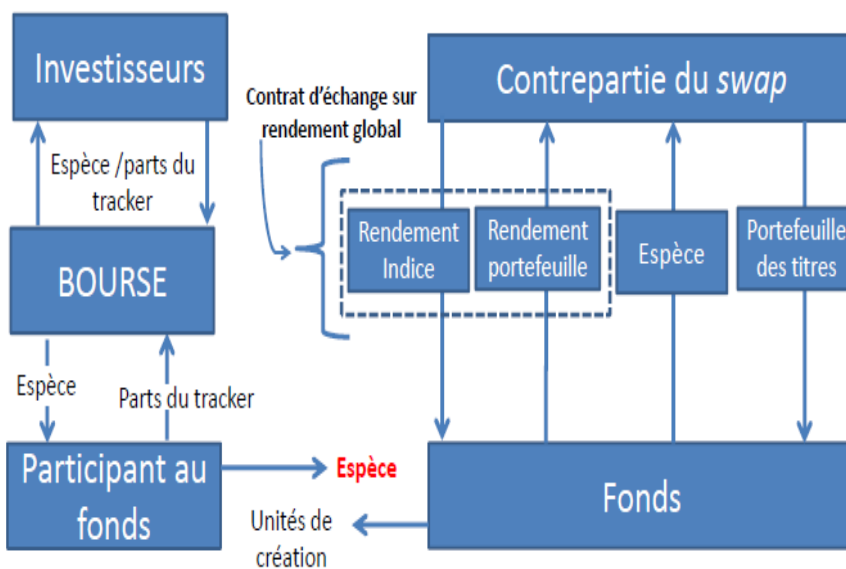 Investisseurs
Contrepartie du swap
Contrat d'échange sur
rendement global
Espèce /parts du
tracker
Rendement
Indice
Rendement
portefeuille
Espèce
Portefeuille
des titres
BOURSE
Espèce
Parts du tracker
Participant au
fonds
Espèce
Unités de
création
Fonds